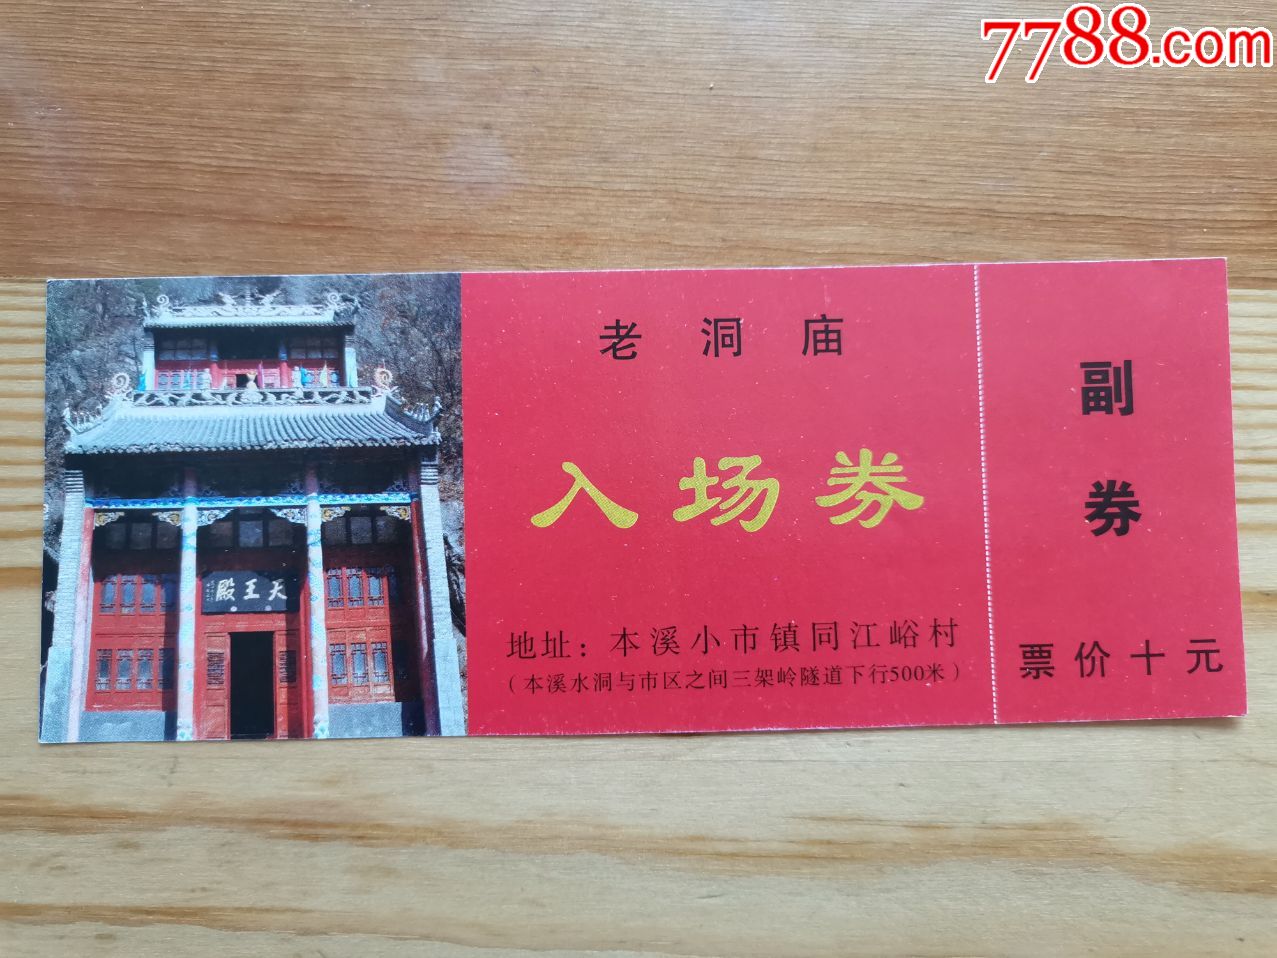 7788.com
老洞庙
入场券
地址：本溪小市镇同江峪村
（本溪水洞与市区之间三架岭隧道下行500米）
副券
票价十元
天王殿